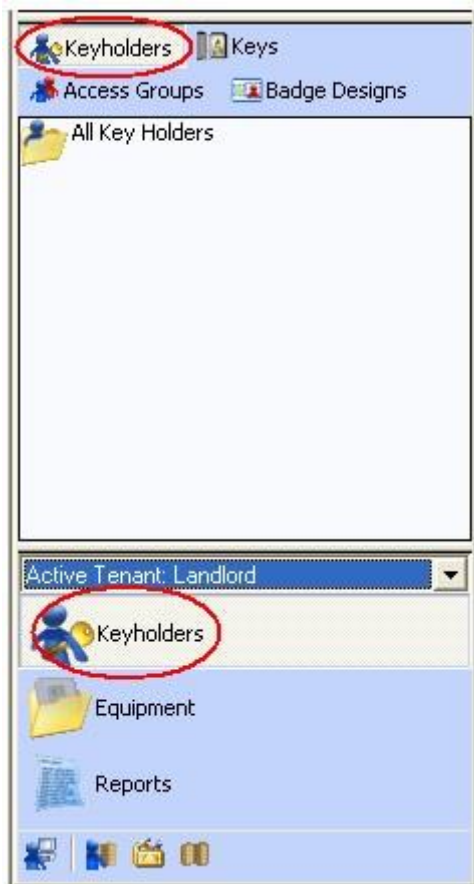 Keyholders Keys
Access Groups Badge Designs
All Key Holders
Active Tenant: Landlord
Keyholders
Equipment
Reports